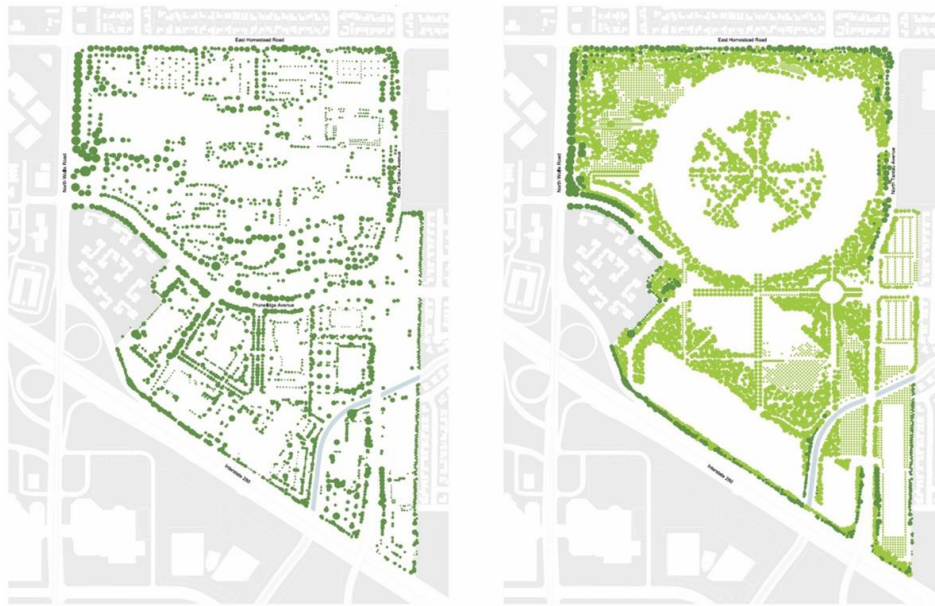 East Homestead Road
North Wolfe Road
North Tantau Avenue
Pruneridge Avenue
Interstate 280
East Homestead Road
North Wolfe Road
North Tantau Avenue
Interstate 280